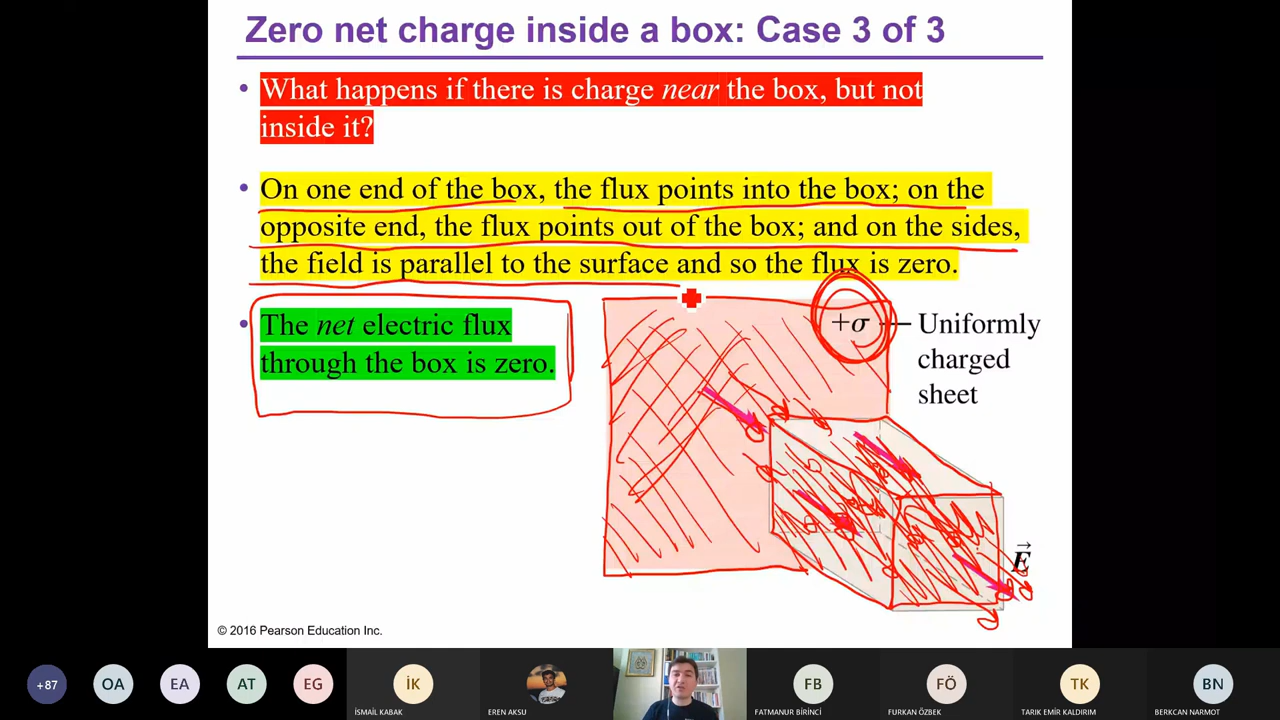 Zero net charge inside a box: Case 3 of 3
• What happens if there is charge near the box, but not
inside it?
• On one end of the box, the flux points into the box; on the
opposite end, the flux points out of the box; and on the sides,
the field is parallel to the surface and so the flux is zero.
• The net electric flux
through the box is zero.
+σ
Uniformly
charged
sheet
E
© 2016 Pearson Education Inc.
+87
OA
EA
AT
EG
İK
FB
FÖ
TK
BN
İSMAİL KABAK
EREN AKSU
FATMANUR BİRİNCİ
FURKAN ÖZBEK
TARIK EMİR KALDIRIM
BERKCAN NARMOT